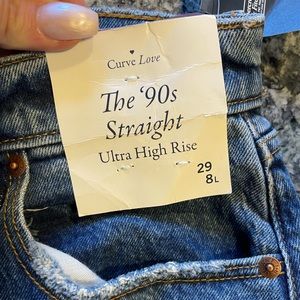 Curve Love
The ‘90s
Straight
Ultra High Rise
29
8L